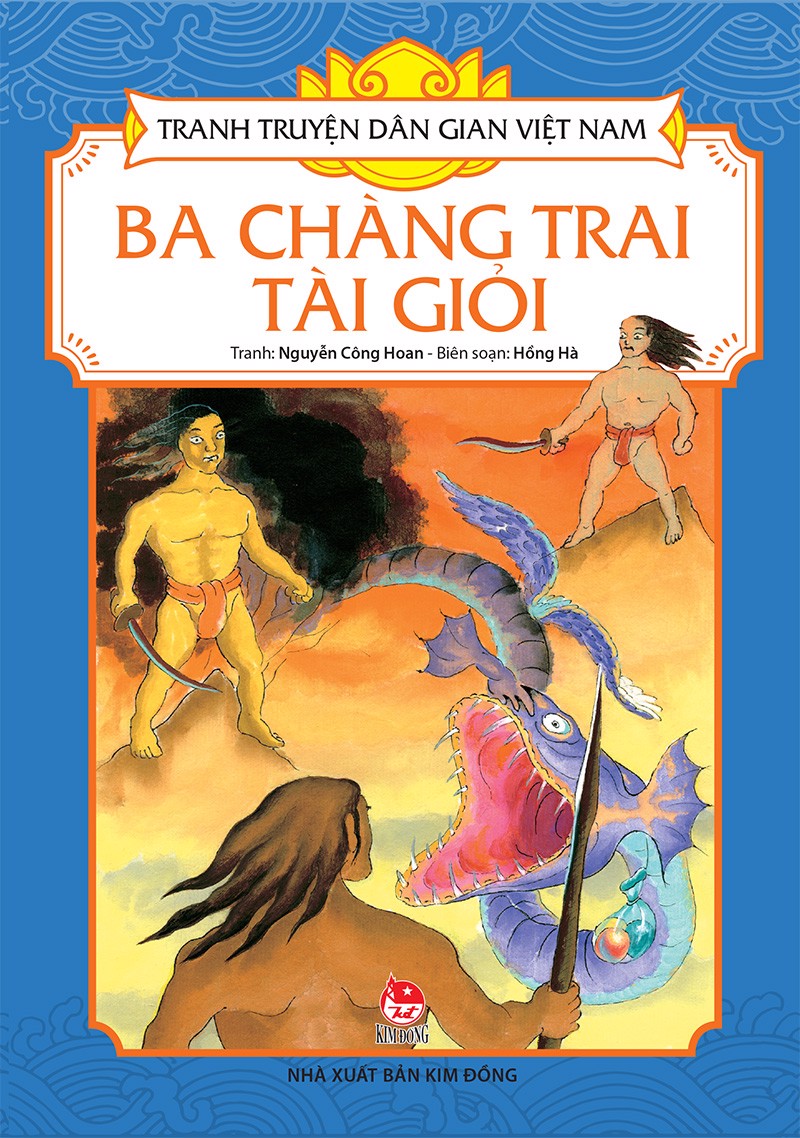 TRANH TRUYỆN DÂN GIAN VIỆT NAM
BA CHÀNG TRAI
TÀI GIỎI
Tranh: Nguyễn Công Hoan - Biên soạn: Hồng Hà
Kđ
KIM ĐỒNG
NHÀ XUẤT BẢN KIM ĐỒNG